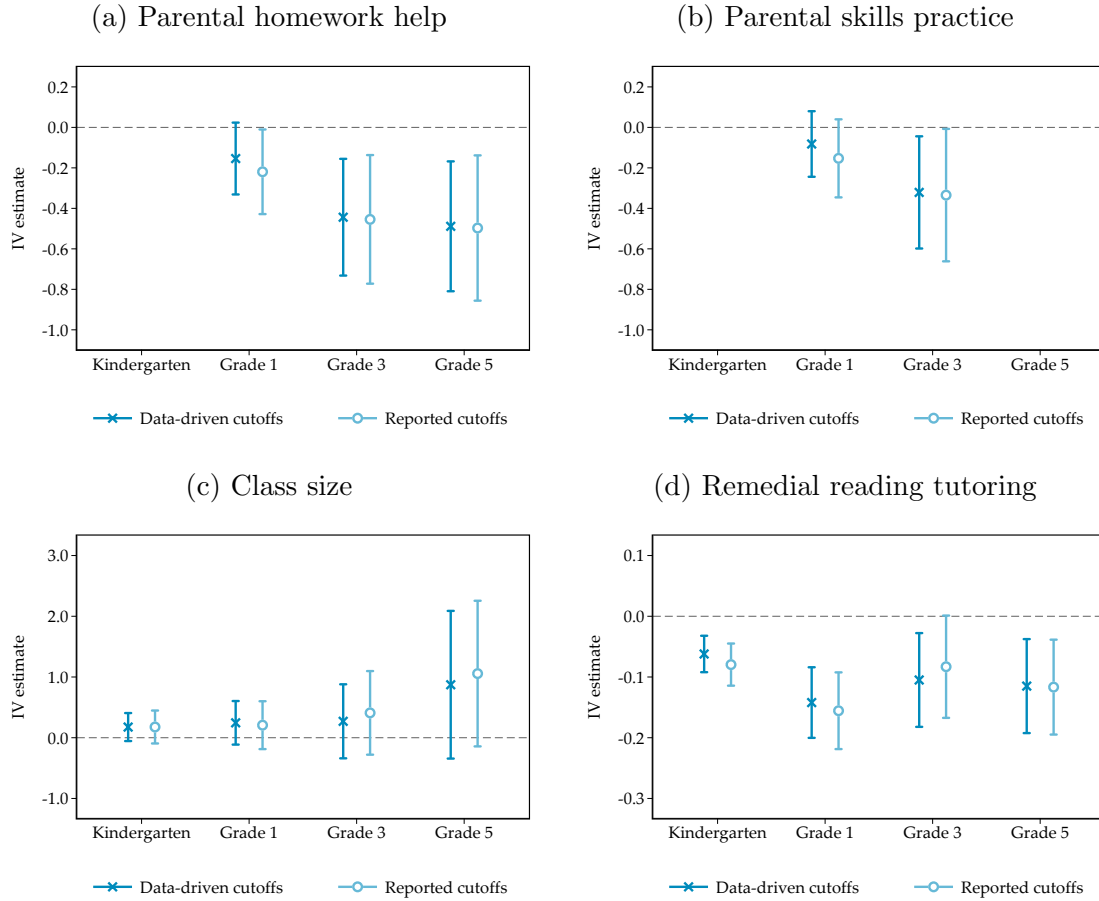 (a) Parental homework help
0.2
0.0
-0.2
-0.4
-0.6
-0.8
-1.0
IV estimate
Kindergarten Grade 1 Grade 3 Grade 5
Data-driven cutoffs Reported cutoffs
(b) Parental skills practice
0.2
0.0
-0.2
-0.4
-0.6
-0.8
-1.0
IV estimate
Kindergarten Grade 1 Grade 3 Grade 5
Data-driven cutoffs Reported cutoffs
(c) Class size
3.0
2.0
1.0
0.0
-1.0
IV estimate
Kindergarten Grade 1 Grade 3 Grade 5
Data-driven cutoffs Reported cutoffs
(d) Remedial reading tutoring
0.1
0.0
-0.1
-0.2
-0.3
IV estimate
Kindergarten Grade 1 Grade 3 Grade 5
Data-driven cutoffs Reported cutoffs